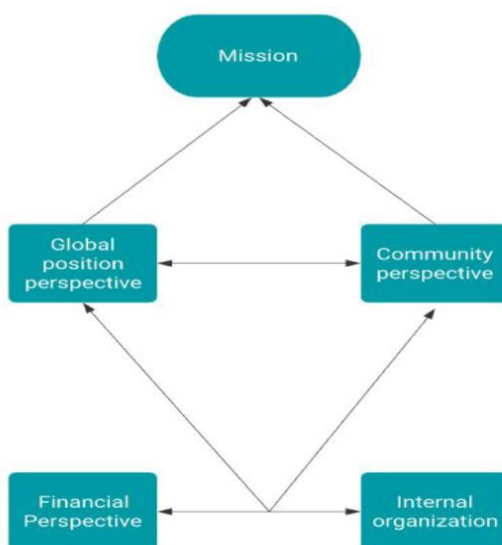 Mission
Global
position
perspective
Community
perspective
Financial
Perspective
Internal
organization